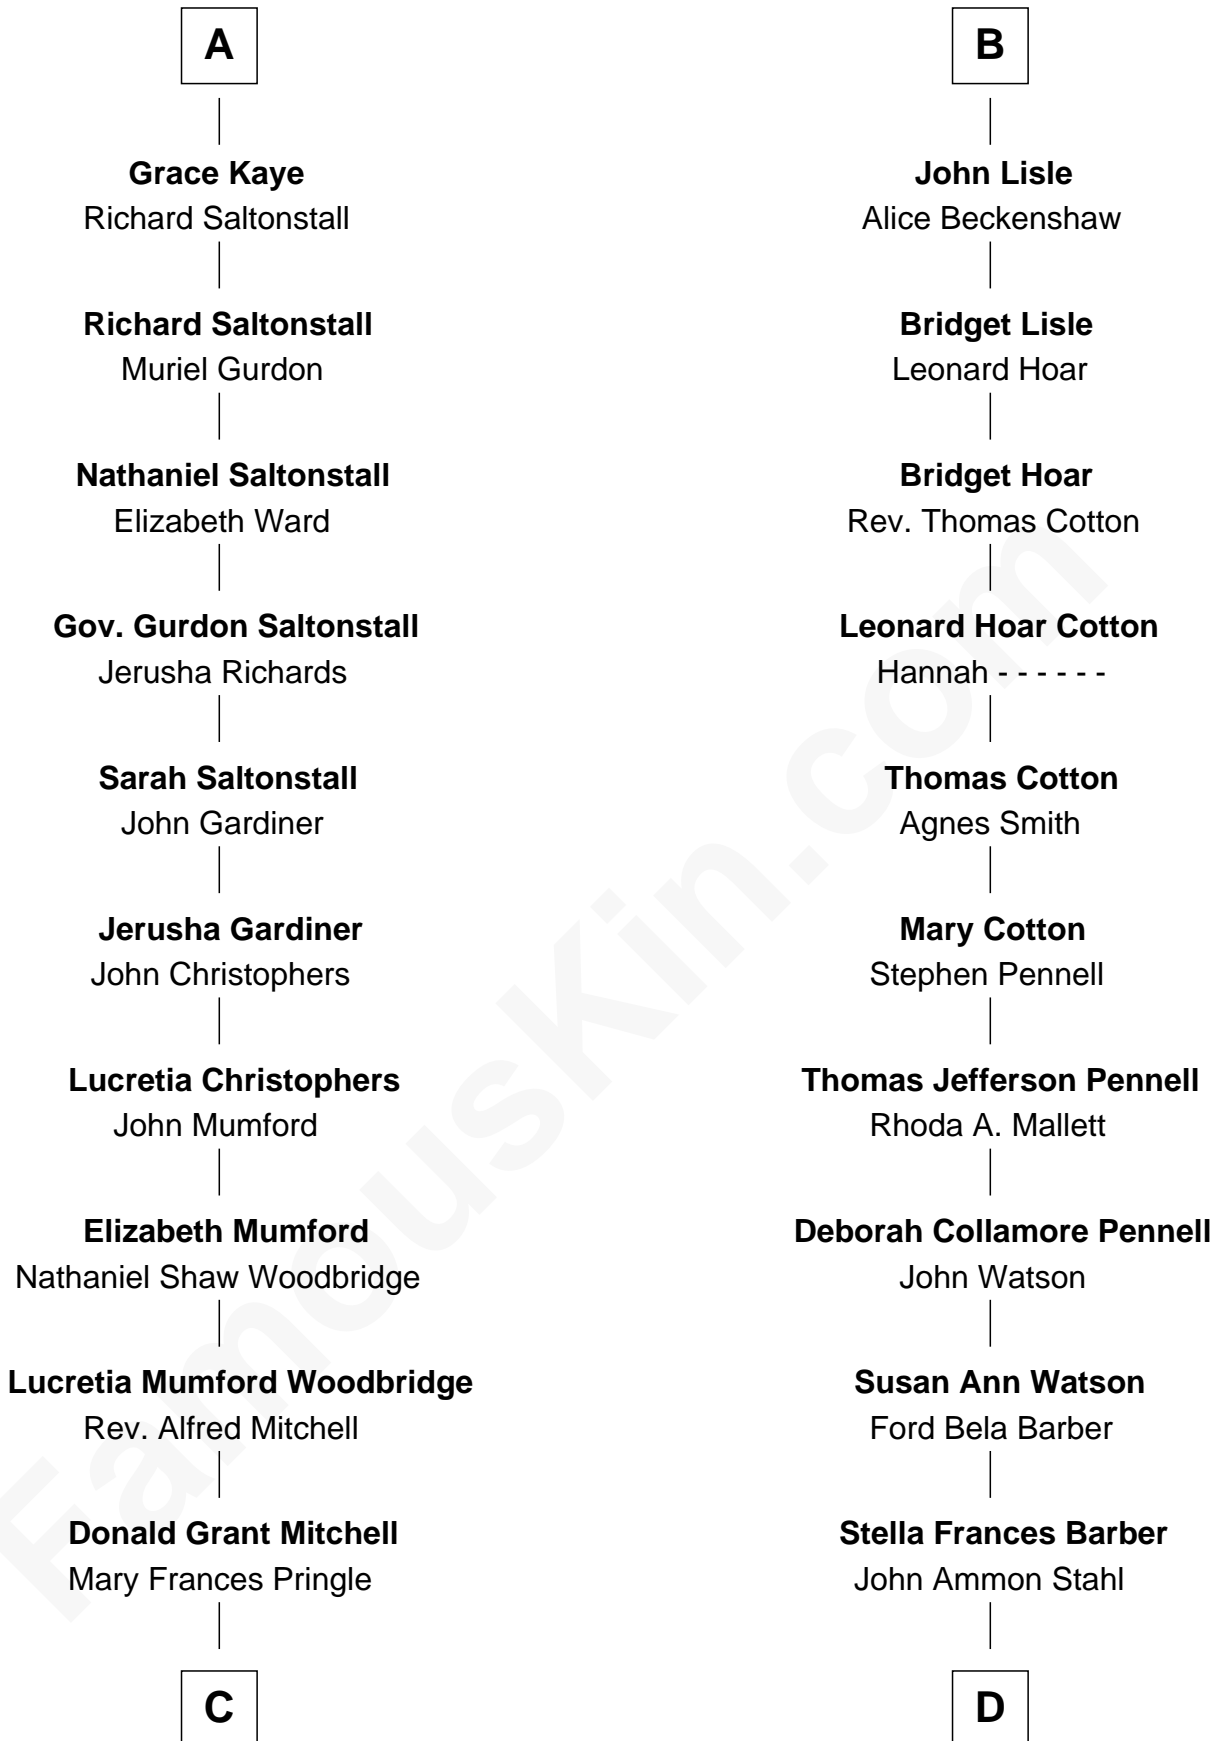 A
Grace Kaye
Richard Saltonstall
Richard Saltonstall
Muriel Gurdon
Nathaniel Saltonstall
Elizabeth Ward
Gov. Gurdon Saltonstall
Jerusha Richards
Sarah Saltonstall
John Gardiner
Jerusha Gardiner
John Christophers
Lucretia Christophers
John Mumford
Elizabeth Mumford
Nathaniel Shaw Woodbridge
Lucretia Mumford Woodbridge
Rev. Alfred Mitchell
Donald Grant Mitchell
Mary Frances Pringle
C
B
John Lisle
Alice Beckenshaw
Bridget Lisle
Leonard Hoar
Bridget Hoar
Rev. Thomas Cotton
Leonard Hoar Cotton
Hannah - - - - - -
Thomas Cotton
Agnes Smith
Mary Cotton
Stephen Pennell
Thomas Jefferson Pennell
Rhoda A. Mallett
Deborah Collamore Pennell
John Watson
Susan Ann Watson
Ford Bela Barber
Stella Frances Barber
John Ammon Stahl
D
FamousKin.com